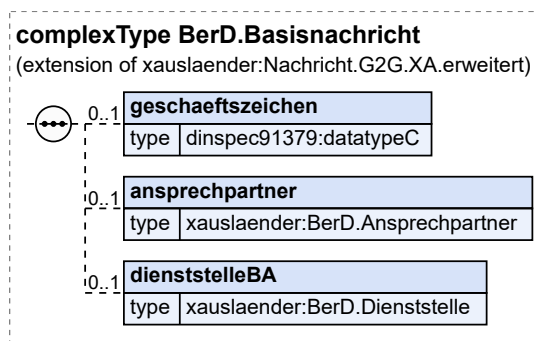 complexType BerD.Basisnachricht
(extension of xauslaender:Nachricht.G2G.XA.erweitert)
0..1 geschaeftszeichen
type dinspec91379:datatypeC
0..1 ansprechpartner
type xauslaender:BerD.Ansprechpartner
0..1 dienststelleBA
type xauslaender:BerD.Dienststelle